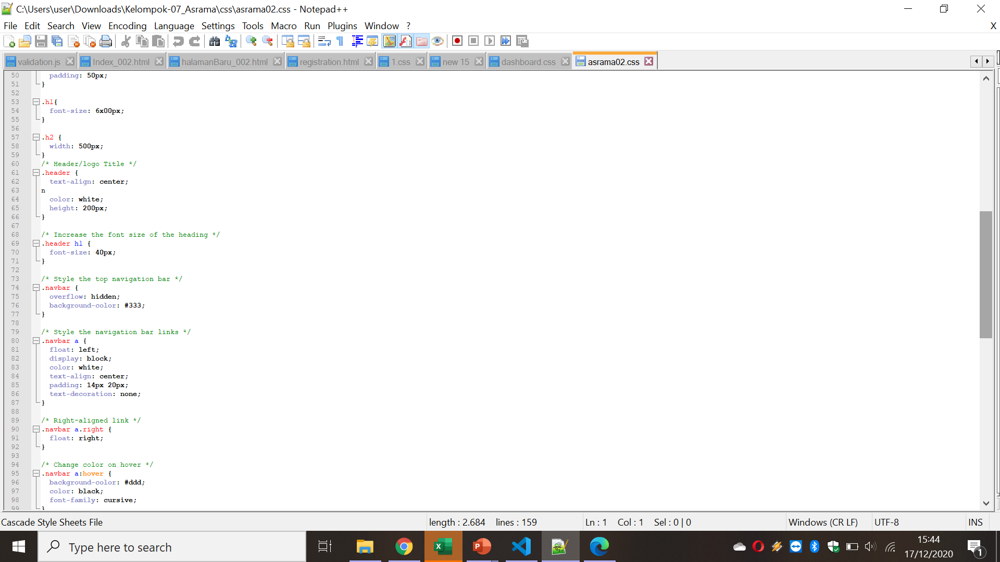 C:\Users\user\Downloads\Kelompok-07_Asrama\css\asrama02.css - Notepad++
File Edit Search View Encoding Language Settings Tools Macro Run Plugins Window ? X
validation.js Index_002.html halamanBaru_002.html registration.html 1.css new 15 dashboard.css asrama02.css
50 padding: 50px;
51 }
52
53 .h1{
54 font-size: 6x00px;
55 }
56
57 .h2 {
58 width: 500px;
59 }
60 /* Header/logo Title */
61 .header {
62 text-align: center;
63 n
64 color: white;
65 height: 200px;
66 }
67
68 /* Increase the font size of the heading */
69 .header h1 {
70 font-size: 40px;
71 }
72
73 /* Style the top navigation bar */
74 .navbar {
75 overflow: hidden;
76 background-color: #333;
77 }
78
79 /* Style the navigation bar links */
80 .navbar a {
81 float: left;
82 display: block;
83 color: white;
84 text-align: center;
85 padding: 14px 20px;
86 text-decoration: none;
87 }
88
89 /* Right-aligned link */
90 .navbar a.right {
91 float: right;
92 }
93
94 /* Change color on hover */
95 .navbar a:hover {
96 background-color: #ddd;
97 color: black;
98 font-family: cursive;
99 }
Cascade Style Sheets File length : 2.684 lines : 159 Ln : 1 Col : 1 Sel : 0 | 0 Windows (CR LF) UTF-8 INS
Type here to search
15:44
17/12/2020
1